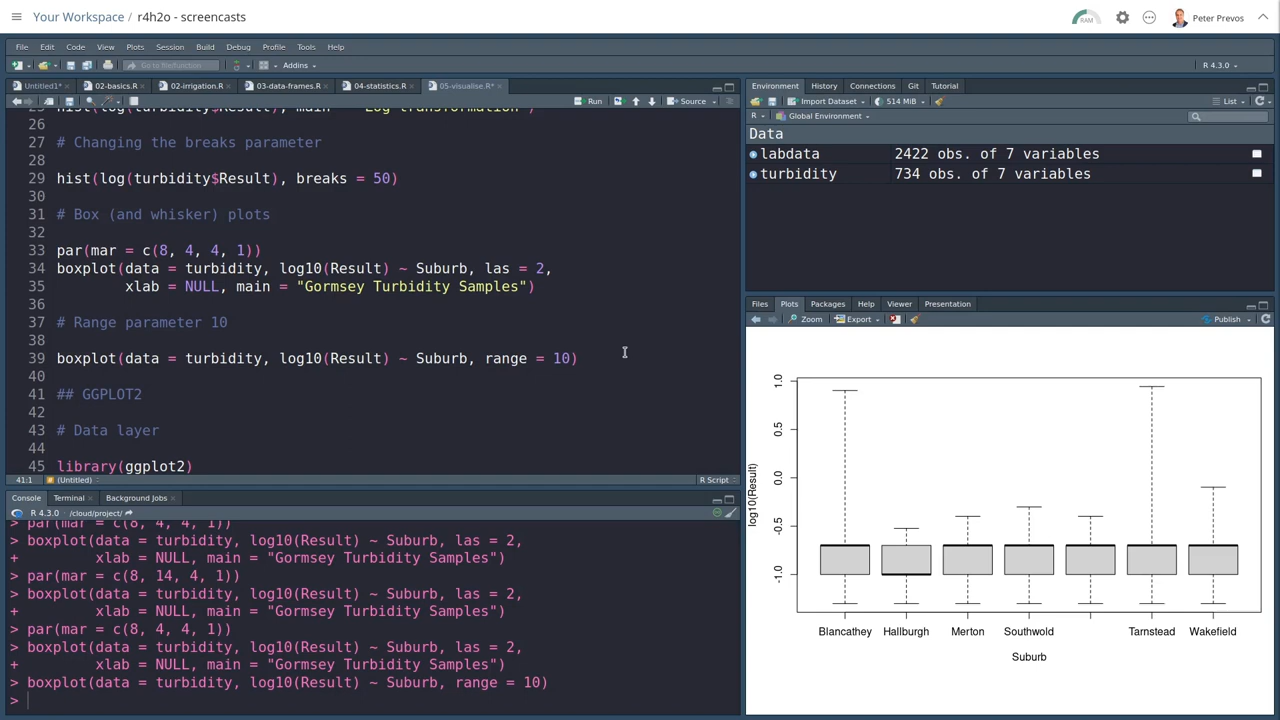 Your Workspace / r4h2o - screencasts
RAM
Peter Prevos
File Edit Code View Plots Session Build Debug Profile Tools Help
Go to file/function
Addins
R 4.3.0
Untitled1*
02-basics.R
02-irrigation.R
03-data-frames.R
04-statistics.R
05-visualise.R*
Run
Source
26
27 # Changing the breaks parameter
28
29 hist(log(turbidity$Result), breaks = 50)
30
31 # Box (and whisker) plots
32
33 par(mar = c(8, 4, 4, 1))
34 boxplot(data = turbidity, log10(Result) ~ Suburb, las = 2,
35 xlab = NULL, main = "Gormsey Turbidity Samples")
36
37 # Range parameter 10
38
39 boxplot(data = turbidity, log10(Result) ~ Suburb, range = 10)
40
41 ## GGPLOT2
42
43 # Data layer
44
45 library(ggplot2)
41:1 (Untitled) R Script
Console Terminal Background Jobs
R 4.3.0 · /cloud/project/
> par(mar = c(8, 4, 4, 1))
> boxplot(data = turbidity, log10(Result) ~ Suburb, las = 2,
+ xlab = NULL, main = "Gormsey Turbidity Samples")
> par(mar = c(8, 14, 4, 1))
> boxplot(data = turbidity, log10(Result) ~ Suburb, las = 2,
+ xlab = NULL, main = "Gormsey Turbidity Samples")
> par(mar = c(8, 4, 4, 1))
> boxplot(data = turbidity, log10(Result) ~ Suburb, las = 2,
+ xlab = NULL, main = "Gormsey Turbidity Samples")
> boxplot(data = turbidity, log10(Result) ~ Suburb, range = 10)
>
Environment History Connections Git Tutorial
Import Dataset 514 MiB List
R Global Environment
Data
labdata 2422 obs. of 7 variables
turbidity 734 obs. of 7 variables
Files Plots Packages Help Viewer Presentation
Zoom Export Publish
1.0
0.5
0.0
-0.5
-1.0
log10(Result)
Blancathey Hallburgh Merton Southwold Tarnstead Wakefield
Suburb